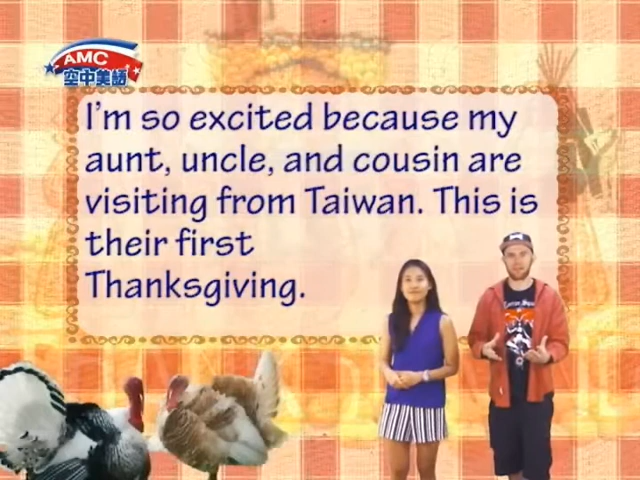 AMC
空中美語
I'm so excited because my
aunt, uncle, and cousin are
visiting from Taiwan. This is
their first
Thanksgiving.